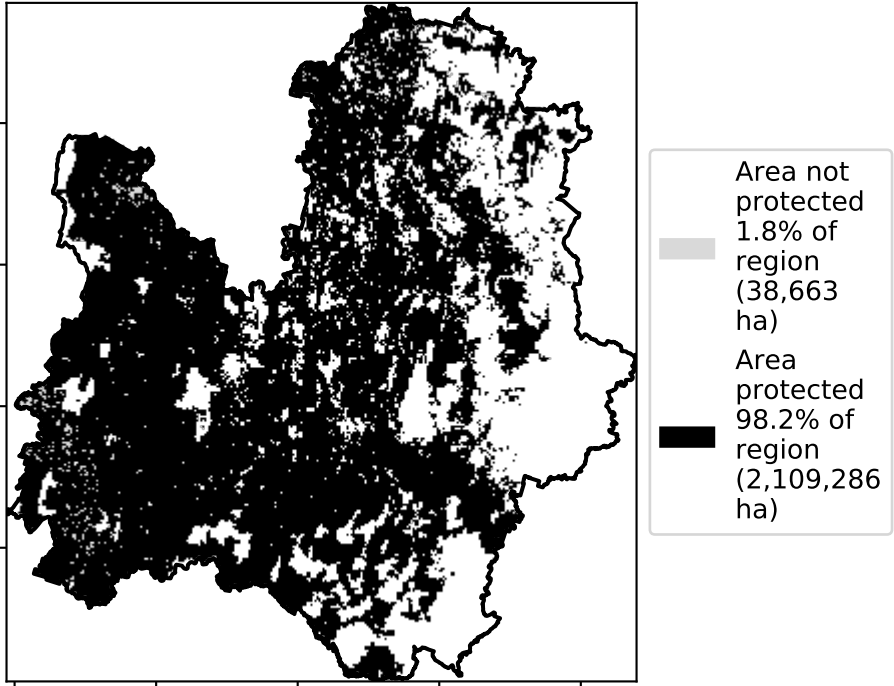 Area not
protected
1.8% of
region
(38,663
ha)
Area
protected
98.2% of
region
(2,109,286
ha)